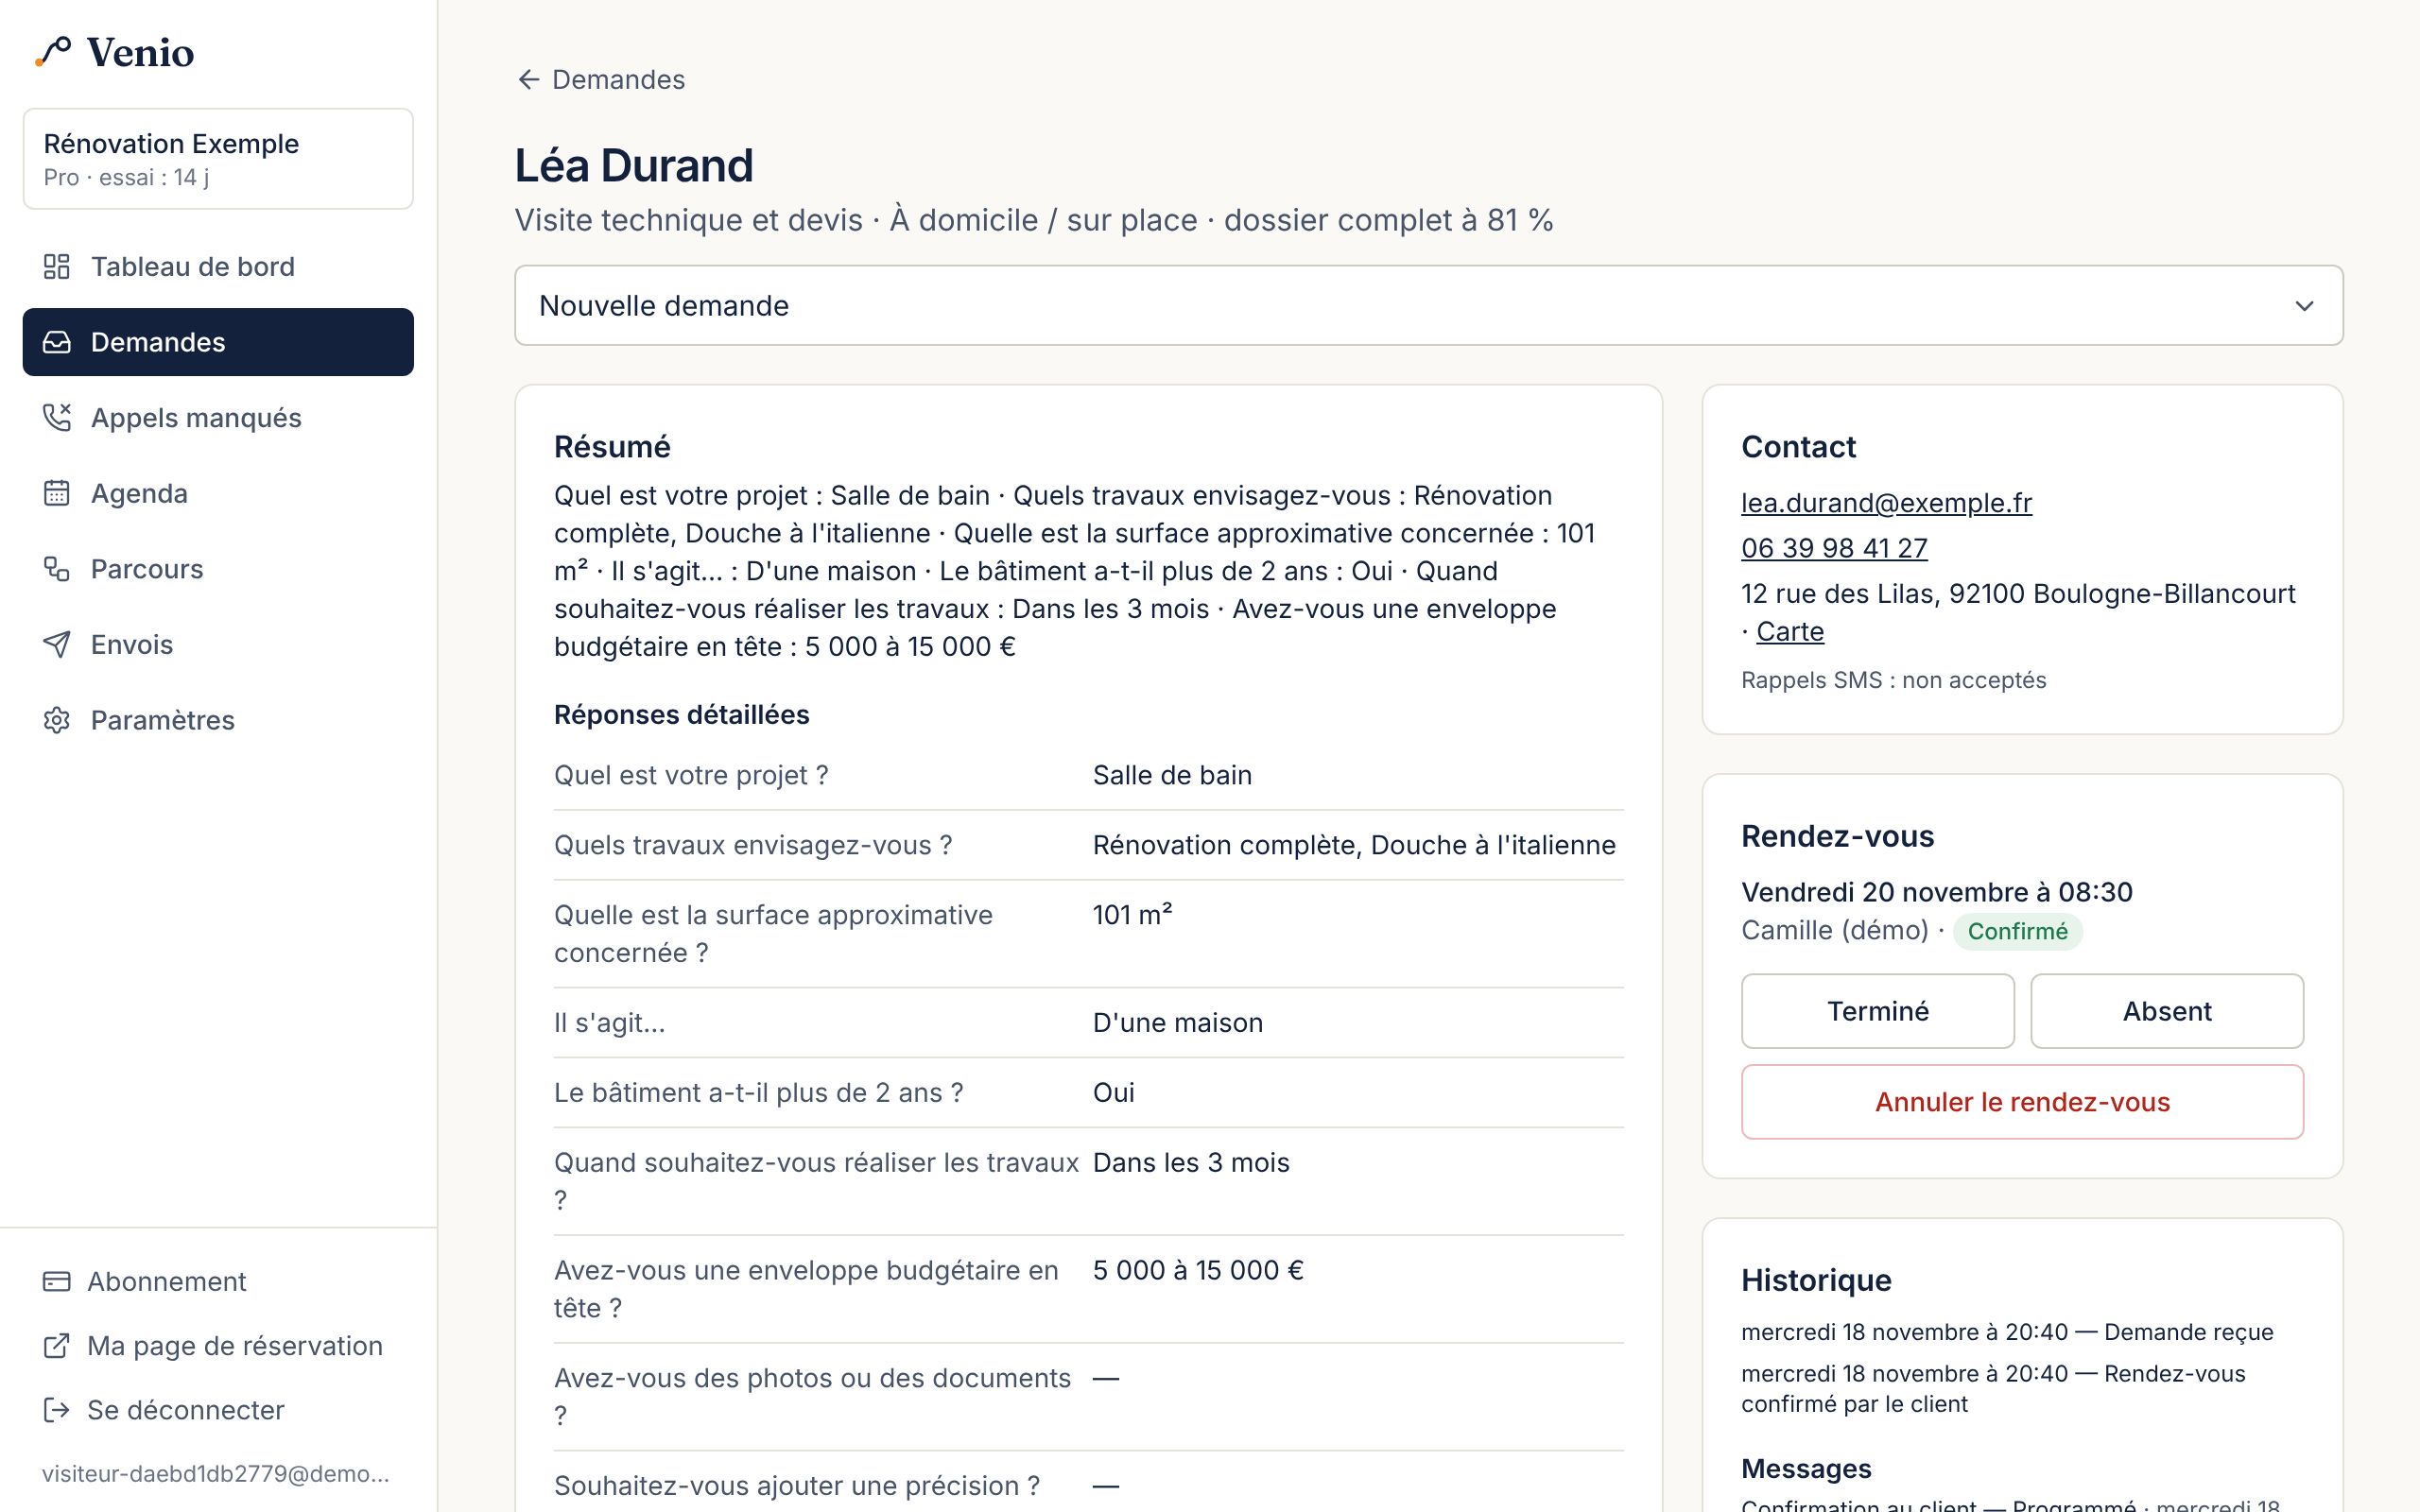 Venio
Rénovation Exemple
Pro · essai : 14 j
Tableau de bord
Demandes
Appels manqués
Agenda
Parcours
Envois
Paramètres
Abonnement
Ma page de réservation
Se déconnecter
visiteur-daebd1db2779@demo...
← Demandes
Léa Durand
Visite technique et devis · À domicile / sur place · dossier complet à 81 %
Nouvelle demande
Résumé
Quel est votre projet : Salle de bain · Quels travaux envisagez-vous : Rénovation
complète, Douche à l'italienne · Quelle est la surface approximative concernée : 101
m² · Il s'agit... : D'une maison · Le bâtiment a-t-il plus de 2 ans : Oui · Quand
souhaitez-vous réaliser les travaux : Dans les 3 mois · Avez-vous une enveloppe
budgétaire en tête : 5 000 à 15 000 €
Réponses détaillées
Quel est votre projet ? Salle de bain
Quels travaux envisagez-vous ? Rénovation complète, Douche à l'italienne
Quelle est la surface approximative 101 m²
concernée ?
Il s'agit... D'une maison
Le bâtiment a-t-il plus de 2 ans ? Oui
Quand souhaitez-vous réaliser les travaux Dans les 3 mois
?
Avez-vous une enveloppe budgétaire en 5 000 à 15 000 €
tête ?
Avez-vous des photos ou des documents —
?
Souhaitez-vous ajouter une précision ? —
Contact
lea.durand@exemple.fr
06 39 98 41 27
12 rue des Lilas, 92100 Boulogne-Billancourt
· Carte
Rappels SMS : non acceptés
Rendez-vous
Vendredi 20 novembre à 08:30
Camille (démo) · Confirmé
Terminé
Absent
Annuler le rendez-vous
Historique
mercredi 18 novembre à 20:40 — Demande reçue
mercredi 18 novembre à 20:40 — Rendez-vous
confirmé par le client
Messages
Confirmation au client — Programmé · mercredi 18